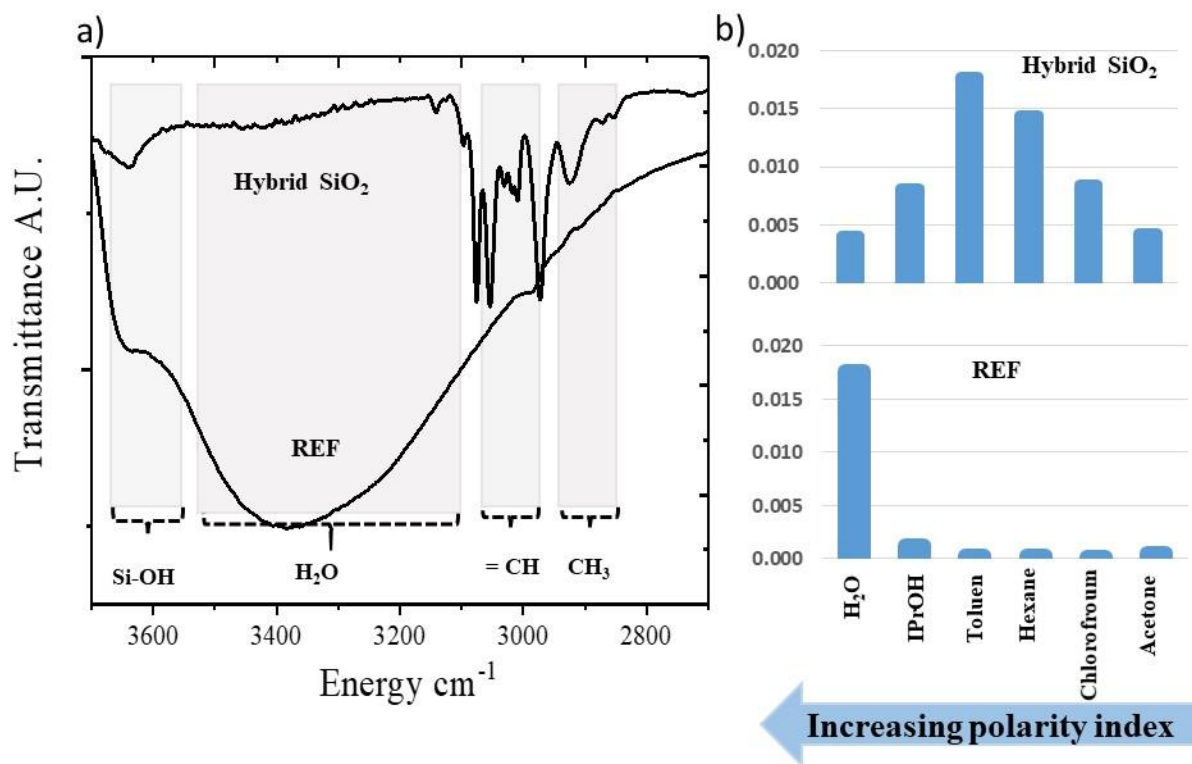 a)
Transmittance A.U.
Hybrid SiO₂
REF
Si-OH
H₂O
= CH
CH₃
3600
3400
3200
3000
2800
Energy cm⁻¹
b)
0.020
0.015
0.010
0.005
0.000
Hybrid SiO₂
0.020
0.015
0.010
0.005
0.000
REF
H₂O
IPrOH
Toluen
Hexane
Chlorofroum
Acetone
Increasing polarity index